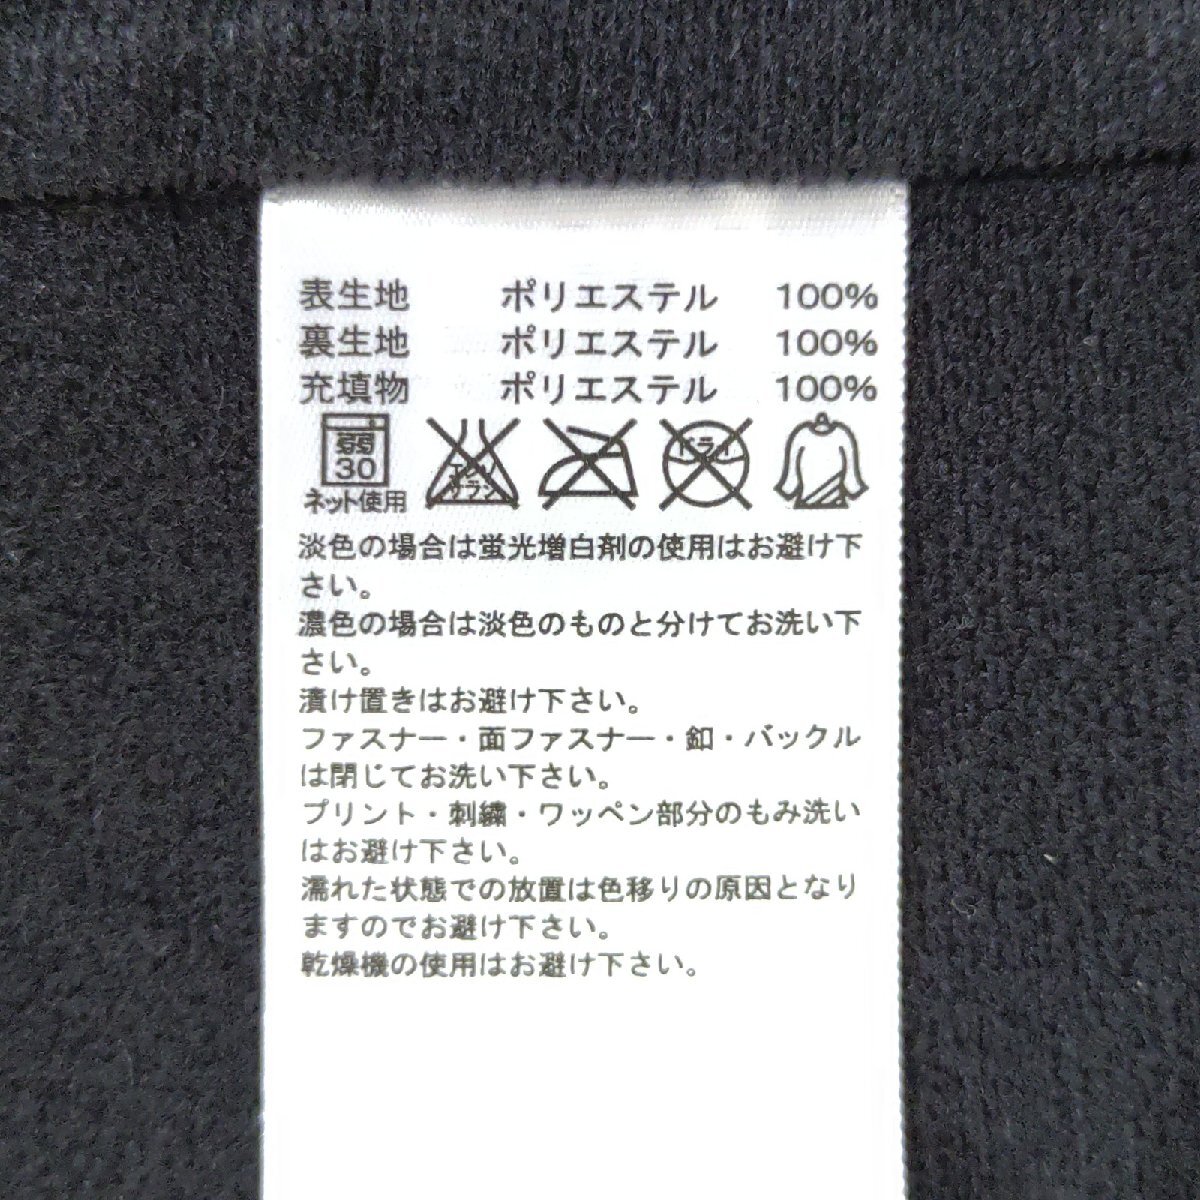 表生地 ポリエステル 100%
裏生地 ポリエステル 100%
充填物 ポリエステル 100%
弱
30
ネット使用
エンソ
サラシ
ドライ
淡色の場合は蛍光増白剤の使用はお避け下
さい。
濃色の場合は淡色のものと分けてお洗い下
さい。
漬け置きはお避け下さい。
ファスナー・面ファスナー・釦・バックル
は閉じてお洗い下さい。
プリント・刺繍・ワッペン部分のもみ洗い
はお避け下さい。
濡れた状態での放置は色移りの原因となり
ますのでお避け下さい。
乾燥機の使用はお避け下さい。